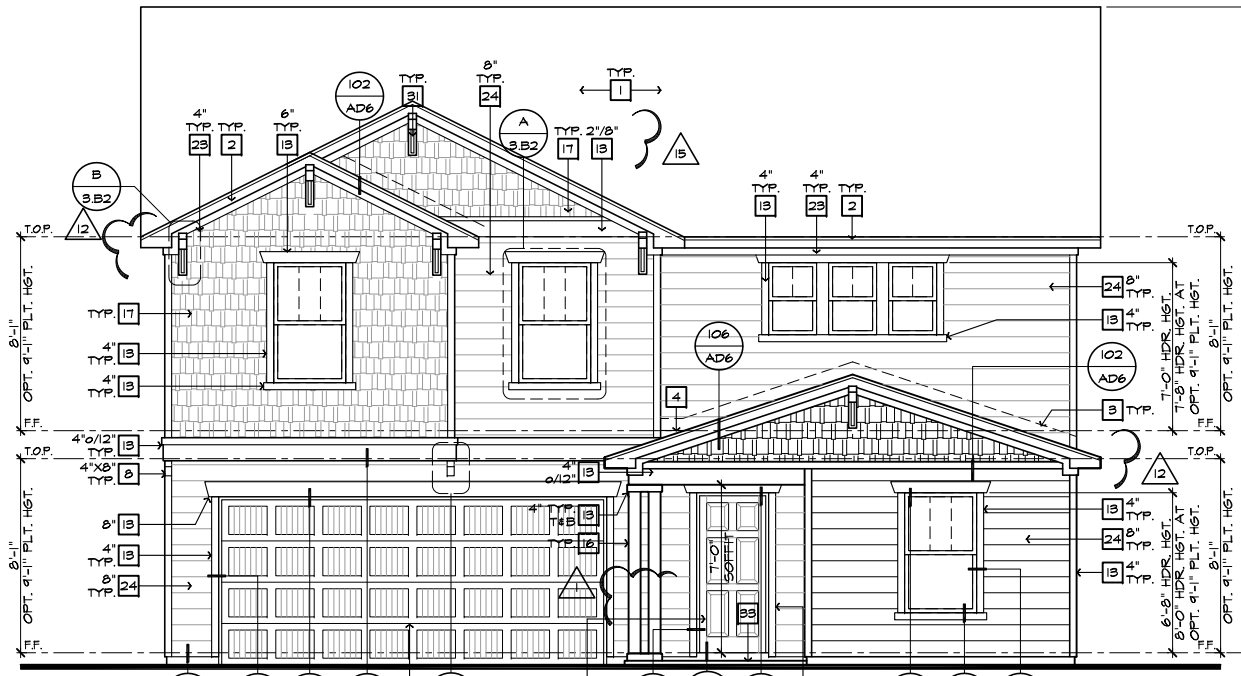 TYP.
1
8"
TYP.
24
TYP.
31
102
AD6
A
3.B2
6"
TYP.
13
4"
TYP.
23
TYP.
2
TYP.
17
2"/8"
13
15
B
3.B2
12
4"
TYP.
13
4"
TYP.
23
TYP.
2
T.O.P.
T.O.P.
8'-1"
OPT. 9'-1" PLT. HGT.
TYP. 17
4"
TYP. 13
4"
TYP. 13
24 8"
TYP.
13 4"
TYP.
106
AD6
102
AD6
4
3 TYP.
7'-0" HDR. HGT.
7'-8" HDR. HGT. AT
OPT. 9'-1" PLT. HGT.
8'-1"
OPT. 9'-1" PLT. HGT.
F.F.
F.F.
4"o/12"
TYP. 13
T.O.P.
T.O.P.
4"X8"
TYP. 8
4"
o/12"
13
12
8" 13
4"
TYP. 13
8"
TYP. 24
4" TYP.
T&B
13
TYP. 16
1
7'-0"
SOFFIT
33
13 4"
TYP.
24 8"
TYP.
13 4"
TYP.
8'-1"
OPT. 9'-1" PLT. HGT.
6'-8" HDR. HGT.
8'-0" HDR. HGT. AT
OPT. 9'-1" PLT. HGT.
8'-1"
OPT. 9'-1" PLT. HGT.
F.F.
F.F.